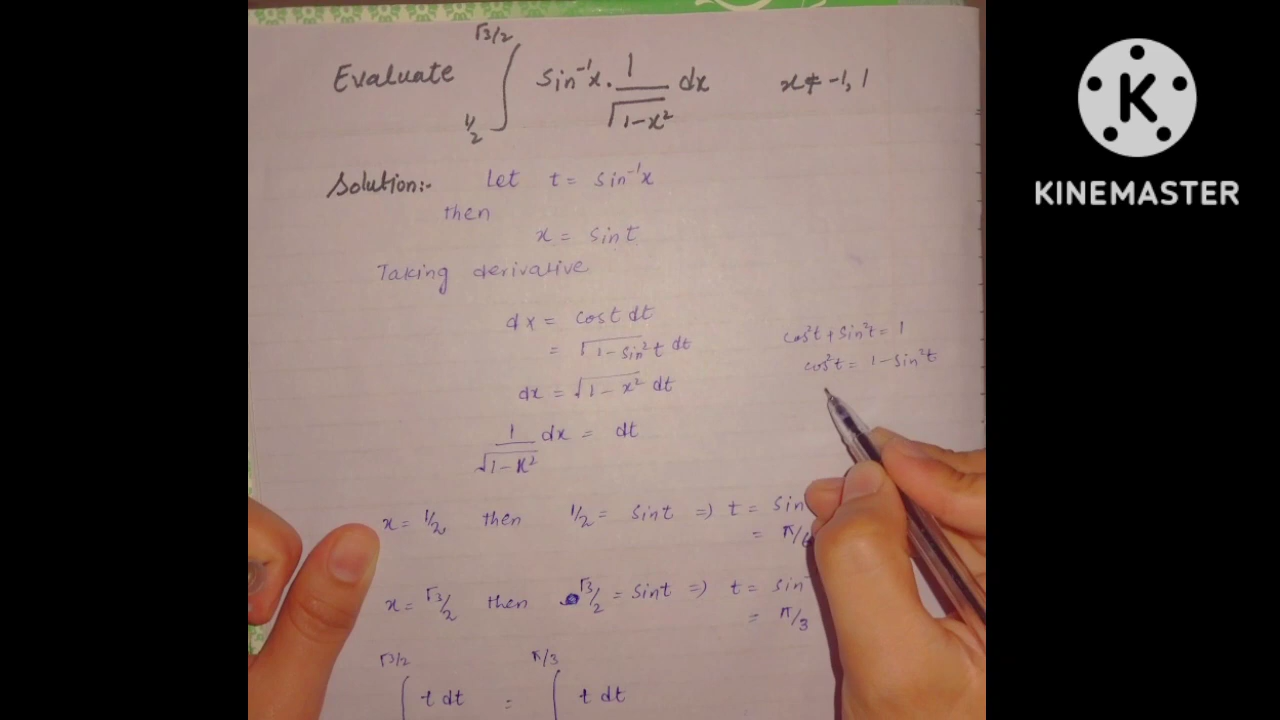 Evaluate ∫_{1/2}^{√3/2} sin⁻¹x · 1/√(1-x²) dx x ≠ -1, 1
Solution:- Let t = sin⁻¹x
then
x = sin t
Taking derivative
dx = cos t dt
= √(1-sin²t) dt
dx = √(1-x²) dt
1/√(1-x²) dx = dt
cos²t + sin²t = 1
cos²t = 1-sin²t
x = 1/2, then 1/2 = sin t ⇒ t = sin
= π/6
x = √3/2 then √3/2 = sin t ⇒ t = sin⁻
= π/3
∫^{√3/2} t dt = ∫^{π/3} t dt
K
KINEMASTER